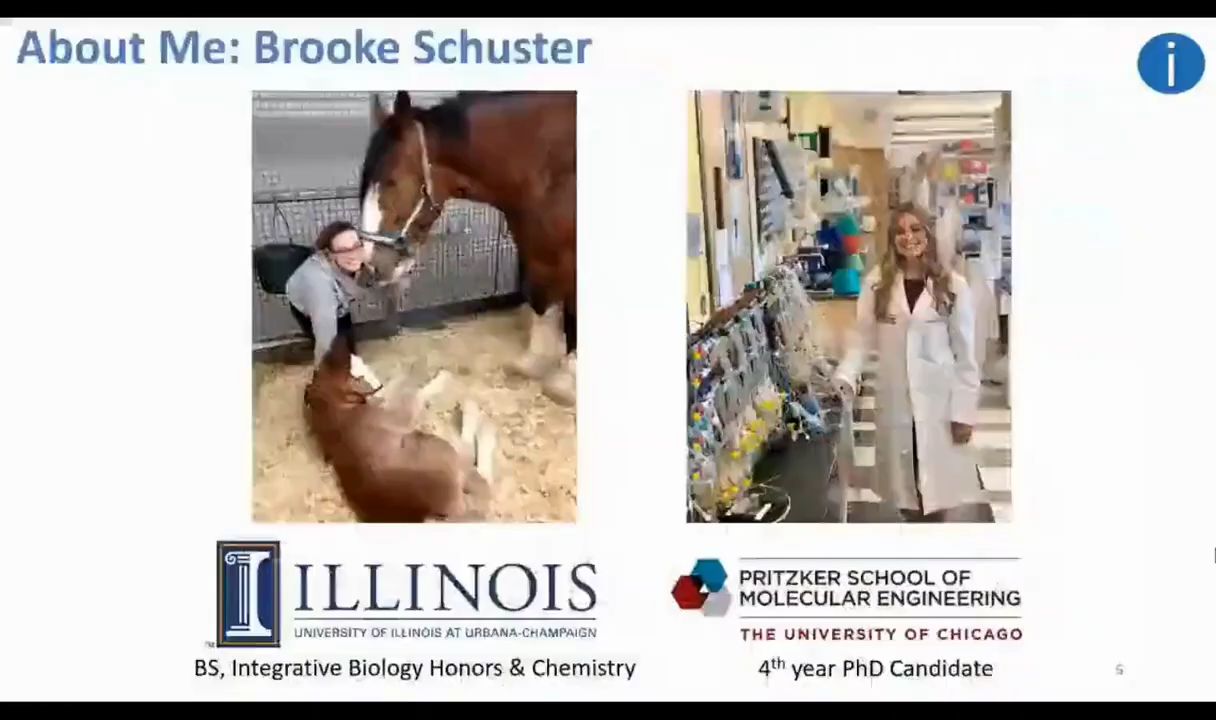 About Me: Brooke Schuster
i
ILLINOIS
UNIVERSITY OF ILLINOIS AT URBANA-CHAMPAIGN
BS, Integrative Biology Honors & Chemistry
PRITZKER SCHOOL OF
MOLECULAR ENGINEERING
THE UNIVERSITY OF CHICAGO
4th year PhD Candidate